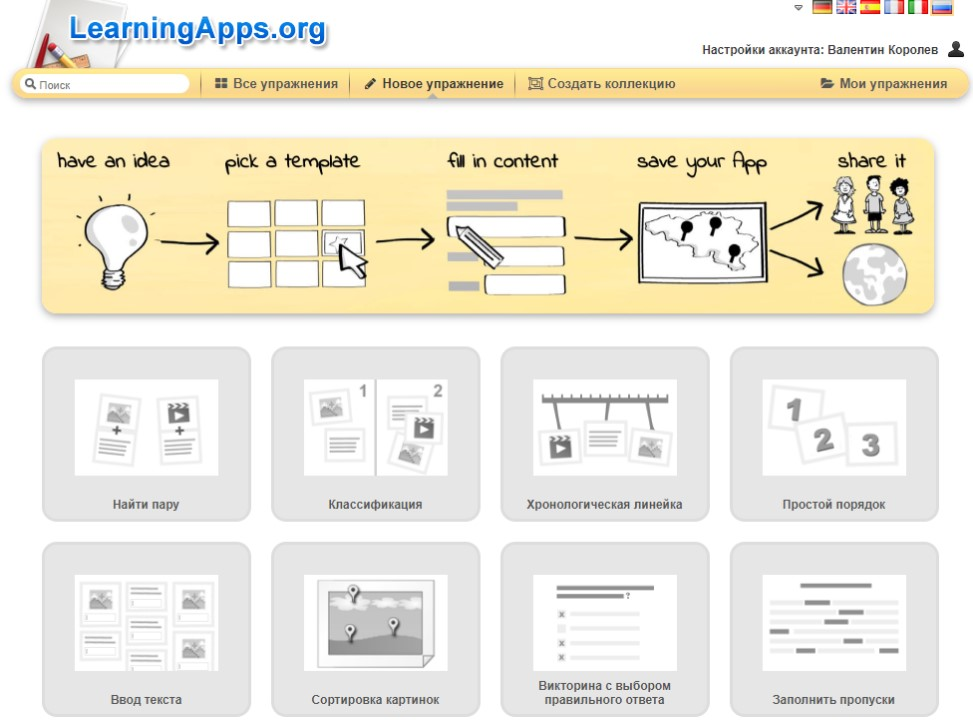 LearningApps.org
Настройки аккаунта: Валентин Королев
Поиск
Все упражнения
Новое упражнение
Создать коллекцию
Мои упражнения
have an idea
pick a template
fill in content
save your App
share it
1
2
1
2
3
Найти пару
Классификация
Хронологическая линейка
Простой порядок
?
Ввод текста
Сортировка картинок
Викторина с выбором
правильного ответа
Заполнить пропуски